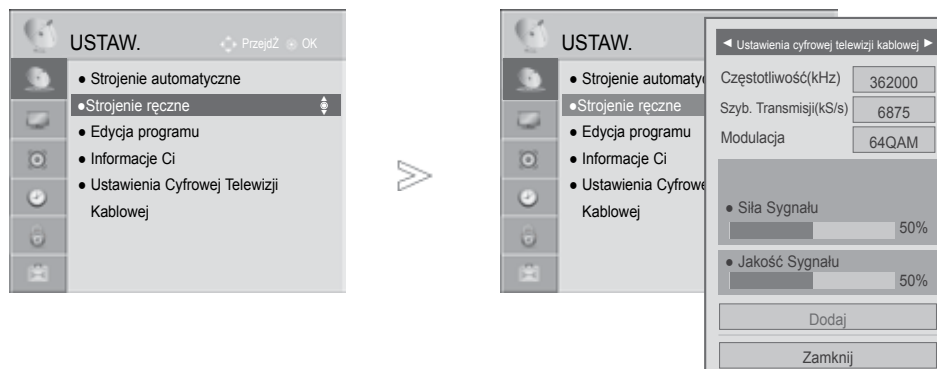 USTAW.
PrzejdŹ OK
● Strojenie automatyczne
●Strojenie ręczne
● Edycja programu
● Informacje Ci
● Ustawienia Cyfrowej Telewizji
Kablowej
USTAW.
● Strojenie automatyc
●Strojenie ręczne
● Edycja programu
● Informacje Ci
● Ustawienia Cyfrowe
Kablowej
◄ Ustawienia cyfrowej telewizji kablowej ►
Częstotliwość(kHz) 362000
Szyb. Transmisji(kS/s) 6875
Modulacja 64QAM
● Siła Sygnału
50%
● Jakość Sygnału
50%
Dodaj
Zamknij